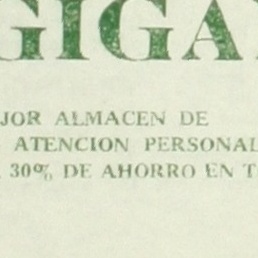 GIGA
JOR ALMACEN DE
ATENCION PERSONAL
30% DE AHORRO EN T